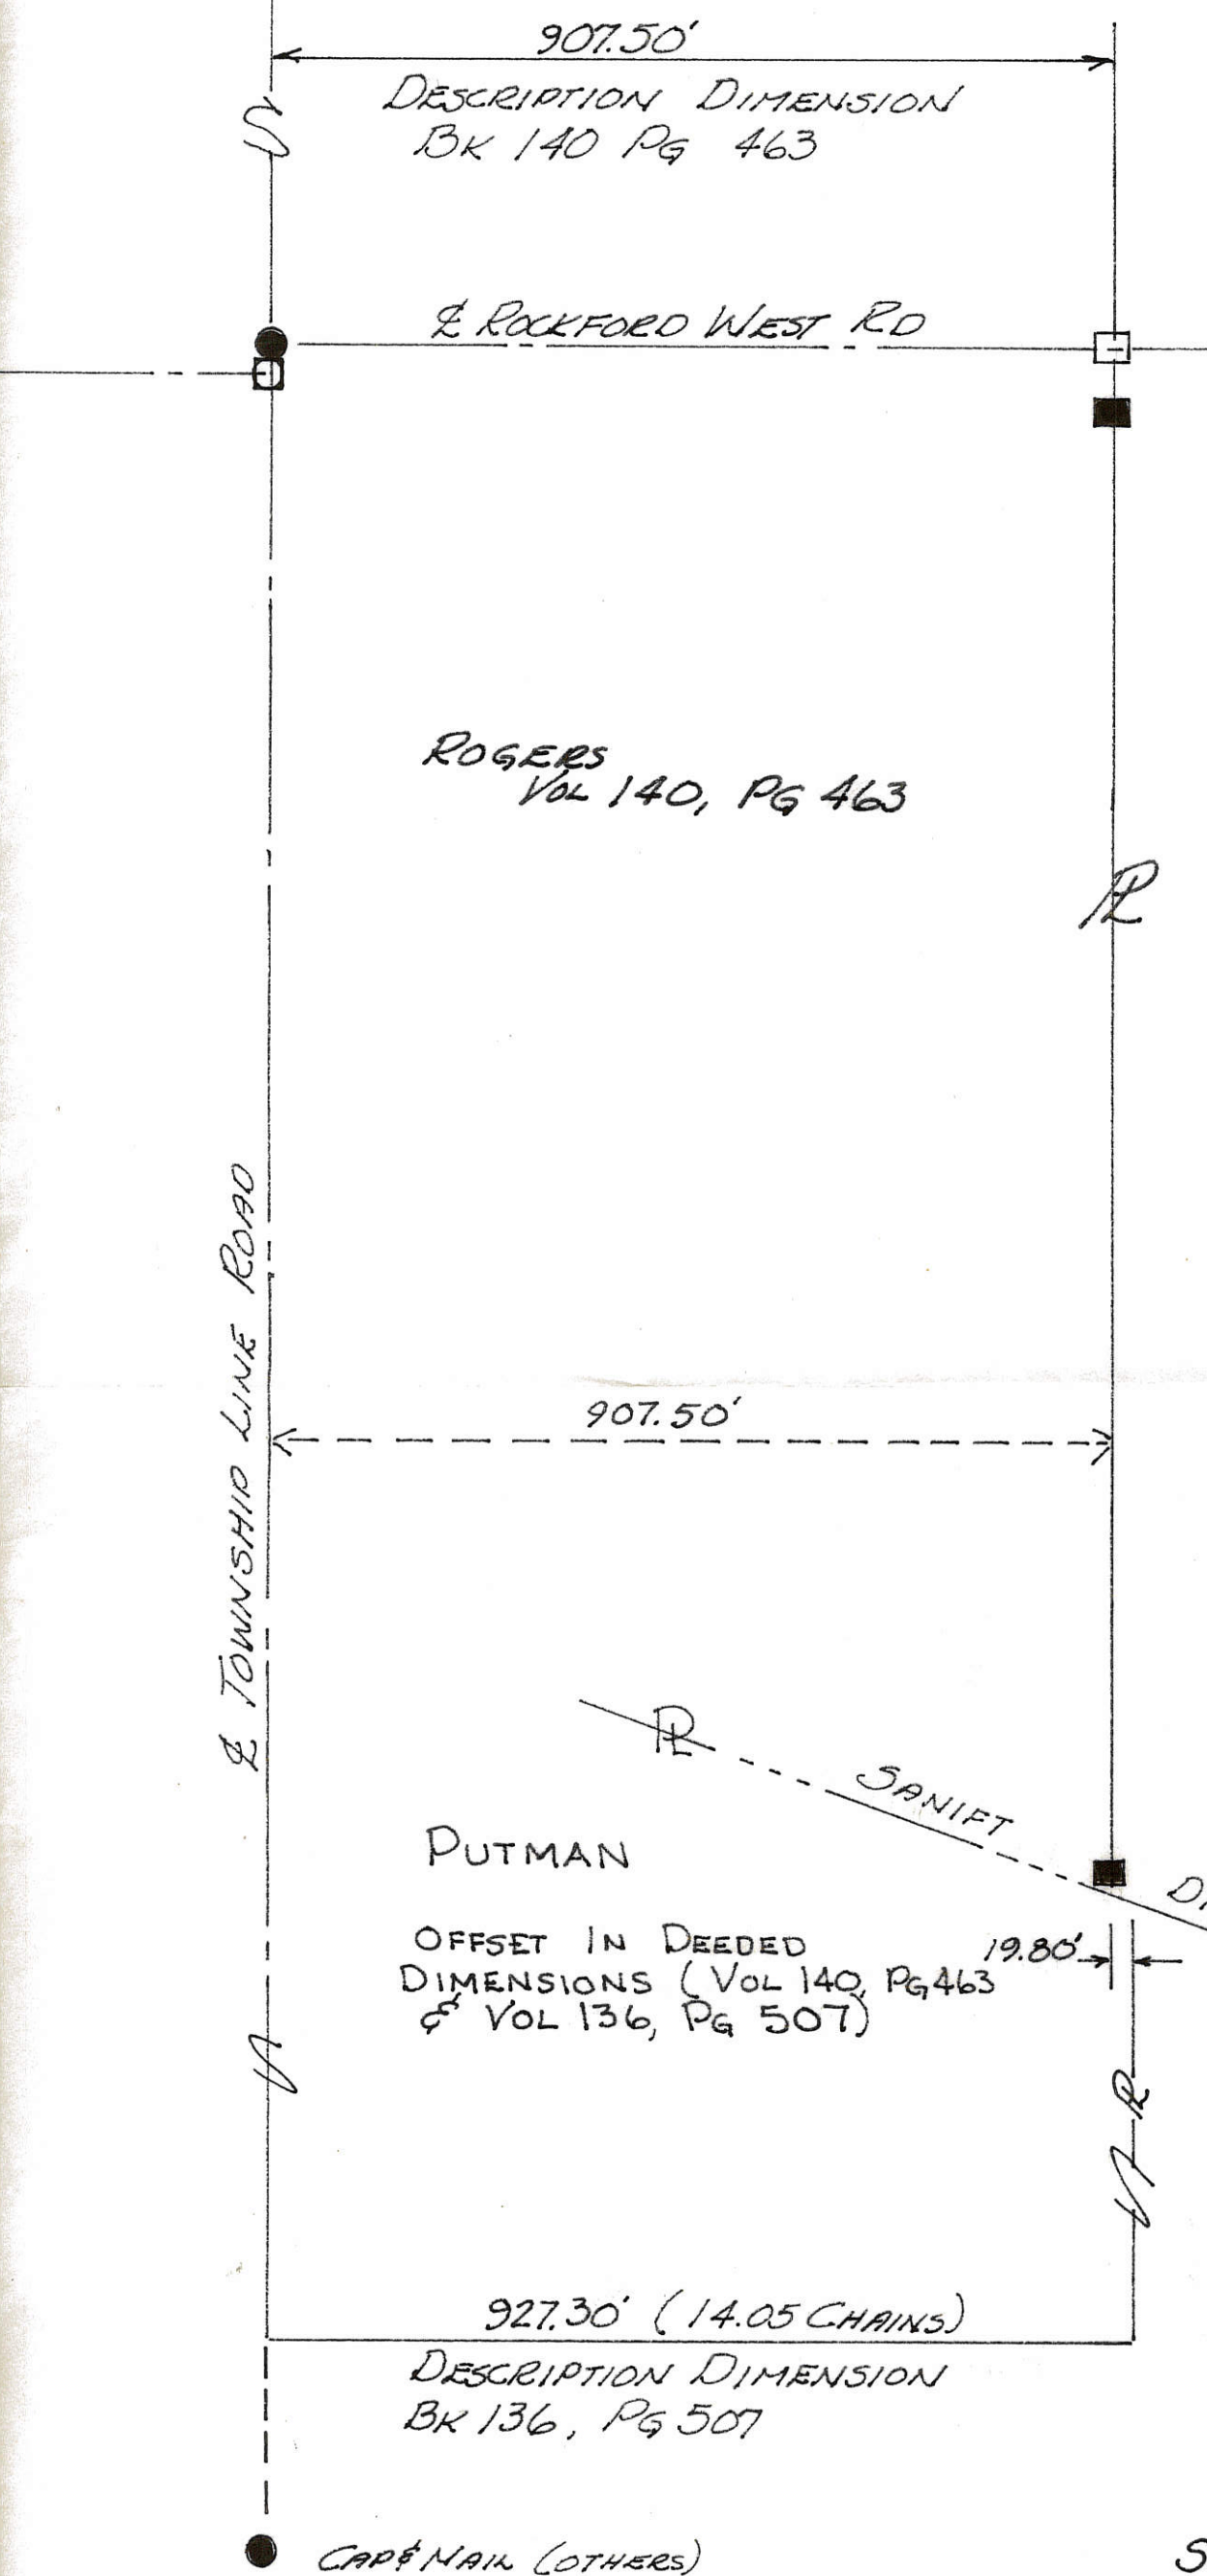 907.50'
DESCRIPTION DIMENSION
BK 140 PG 463
℄ ROCKFORD WEST RD
ROGERS
VOL 140, PG 463
PL
℄ TOWNSHIP LINE ROAD
907.50'
PL
SANIFT
PUTMAN
OFFSET IN DEEDED
DIMENSIONS (VOL 140, PG 463
& VOL 136, PG 507)
19.80'
PL
927.30' (14.05 CHAINS)
DESCRIPTION DIMENSION
BK 136, PG 507
CAP & NAIL (OTHERS)